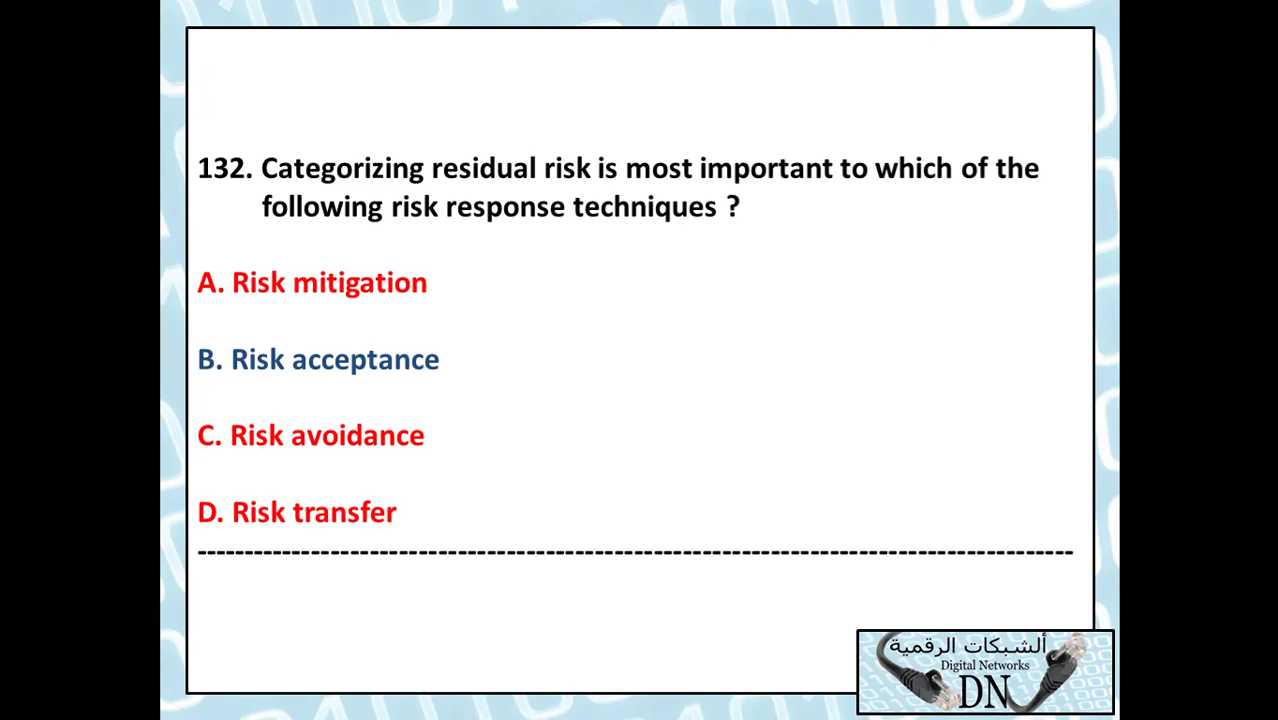 132. Categorizing residual risk is most important to which of the
following risk response techniques ?
A. Risk mitigation
B. Risk acceptance
C. Risk avoidance
D. Risk transfer
ألشبكات الرقمية
Digital Networks
DN